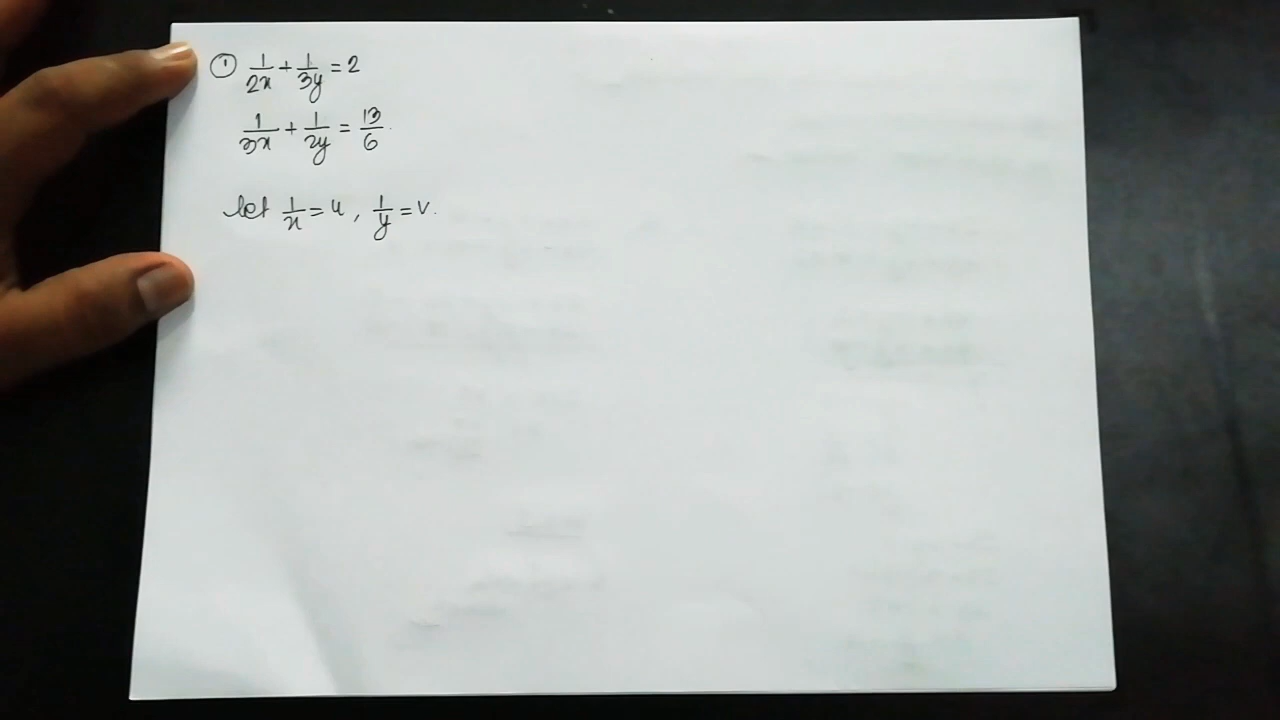 ① 1/2x + 1/3y = 2
1/3x + 1/2y = 13/6
let 1/x = u, 1/y = v.